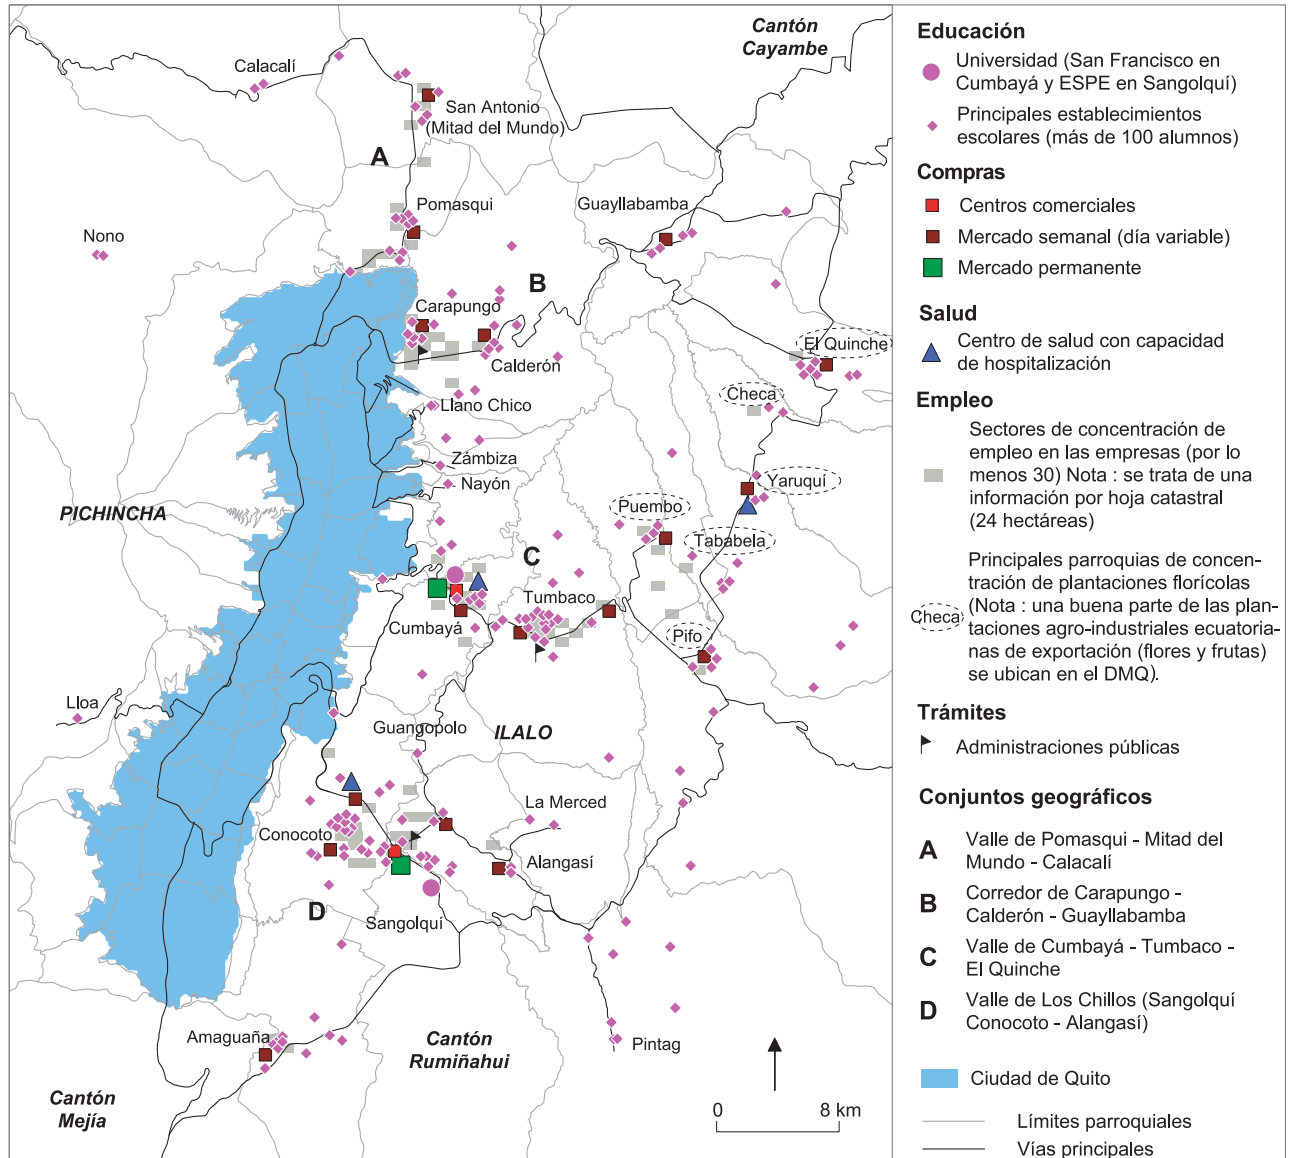 Cantón
Cayambe
Calacalí
San Antonio
(Mitad del Mundo)
A
Pomasqui
Guayllabamba
Nono
B
Carapungo
El Quinche
Calderón
Checa
Llano Chico
Zámbiza
Yaruquí
Nayón
PICHINCHA
Puembo
Tababela
C
Tumbaco
Cumbayá
Pifo
Lloa
Guangopolo
ILALO
La Merced
Conocoto
Alangasí
D
Sangolquí
Amaguaña
Cantón
Rumiñahui
Pintag
Cantón
Mejía
0 8 km
Educación
Universidad (San Francisco en
Cumbayá y ESPE en Sangolquí)
Principales establecimientos
escolares (más de 100 alumnos)
Compras
Centros comerciales
Mercado semanal (día variable)
Mercado permanente
Salud
Centro de salud con capacidad
de hospitalización
Empleo
Sectores de concentración de
empleo en las empresas (por lo
menos 30) Nota : se trata de una
información por hoja catastral
(24 hectáreas)
Principales parroquias de concen-
tración de plantaciones florícolas
(Nota : una buena parte de las plan-
Checa taciones agro-industriales ecuatoria-
nas de exportación (flores y frutas)
se ubican en el DMQ).
Trámites
Administraciones públicas
Conjuntos geográficos
A Valle de Pomasqui - Mitad del
Mundo - Calacalí
B Corredor de Carapungo -
Calderón - Guayllabamba
C Valle de Cumbayá - Tumbaco -
El Quinche
D Valle de Los Chillos (Sangolquí
Conocoto - Alangasí)
Ciudad de Quito
Límites parroquiales
Vías principales